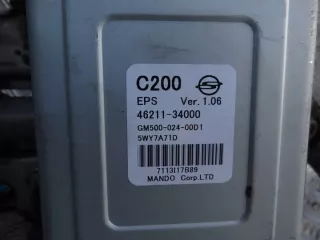 C200
EPS Ver. 1.06
46211-34000
GM500-024-00D1
5WY7A71D
7113I17B89
MANDO Corp.LTD